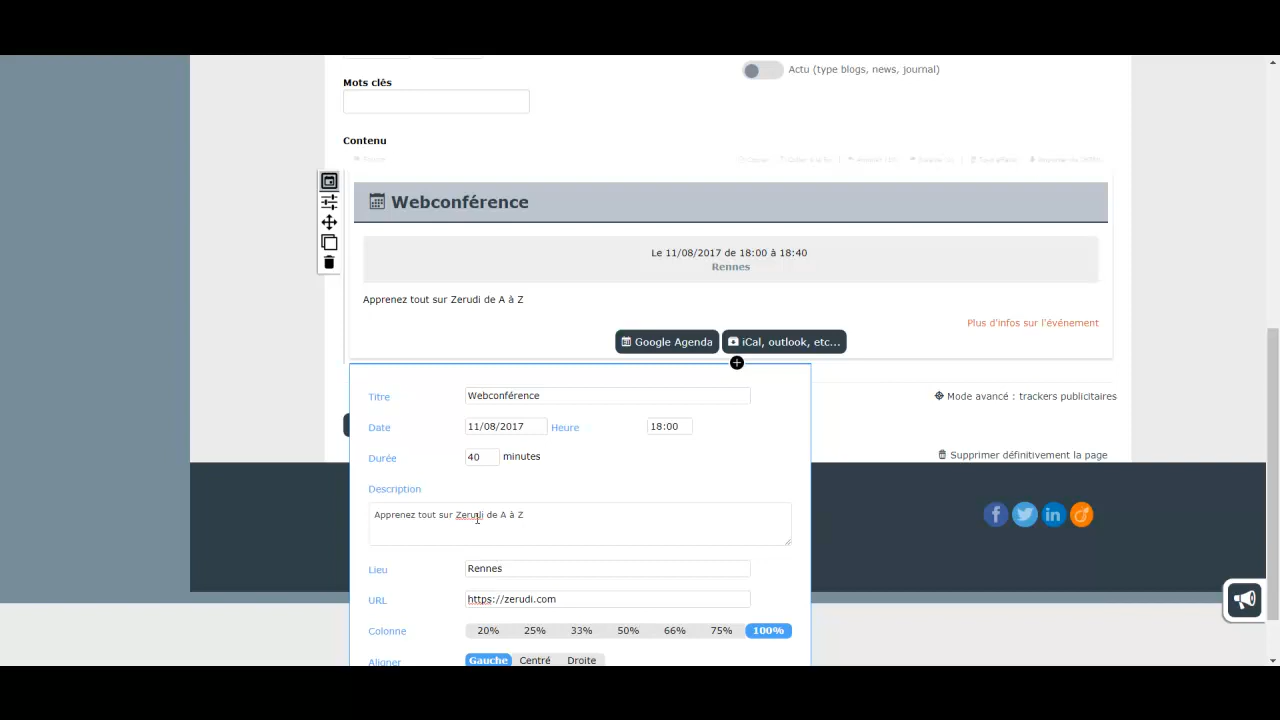 Actu (type blogs, news, journal)
Mots clés
Contenu
Webconférence
Le 11/08/2017 de 18:00 à 18:40
Rennes
Apprenez tout sur Zerudi de A à Z
Plus d'infos sur l'événement
Google Agenda
iCal, outlook, etc...
Titre Webconférence
Mode avancé : trackers publicitaires
Date 11/08/2017 Heure 18:00
Durée 40 minutes
Supprimer définitivement la page
Description
Apprenez tout sur Zerudi de A à Z
Lieu Rennes
URL https://zerudi.com
Colonne 20% 25% 33% 50% 66% 75% 100%
Aligner Gauche Centré Droite